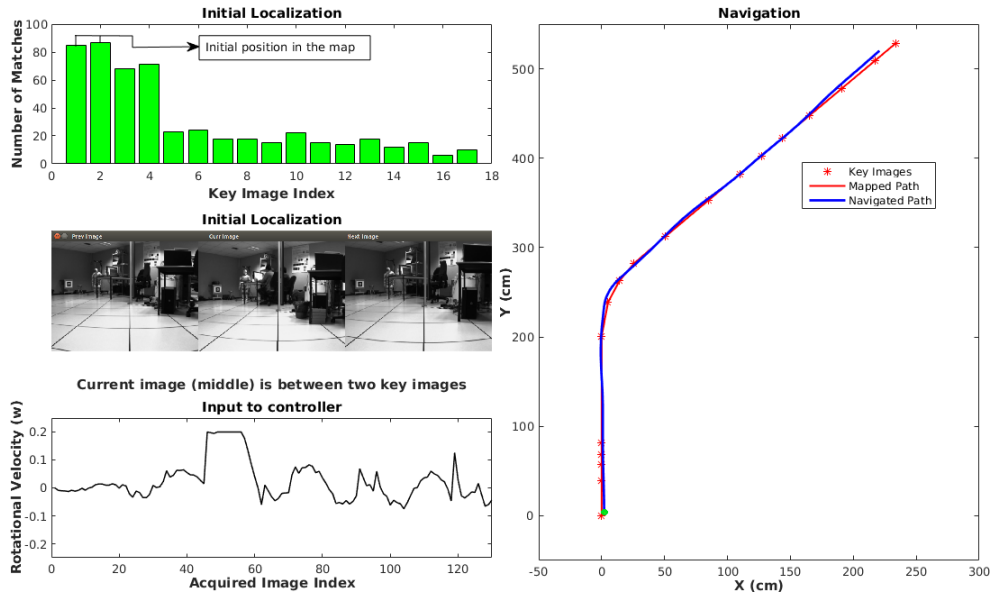 Initial Localization
Number of Matches
100
80
60
40
20
0
Initial position in the map
0 2 4 6 8 10 12 14 16 18
Key Image Index
Initial Localization
Prev Image Curr Image Next Image
Current image (middle) is between two key images
Input to controller
Rotational Velocity (w)
0.2
0.1
0
-0.1
-0.2
0 20 40 60 80 100 120
Acquired Image Index
Navigation
Y (cm)
500
400
300
200
100
0
Key Images
Mapped Path
Navigated Path
-50 0 50 100 150 200 250 300
X (cm)